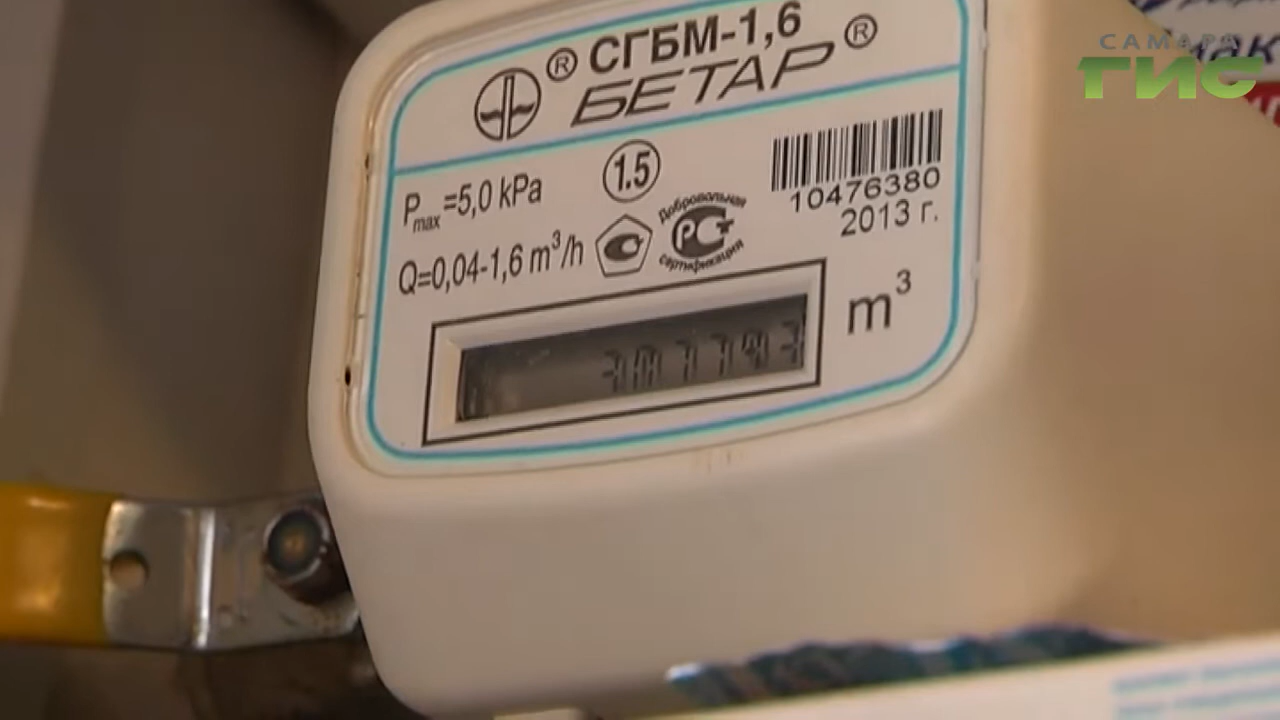 САМАРА
ГИС
® СГБМ-1,6 ®
БЕТАР
1.5
Pmax=5,0 kPa
10476380
2013 г.
Q=0,04-1,6 m³/h
Добровольная
РСТ
сертификация
m³